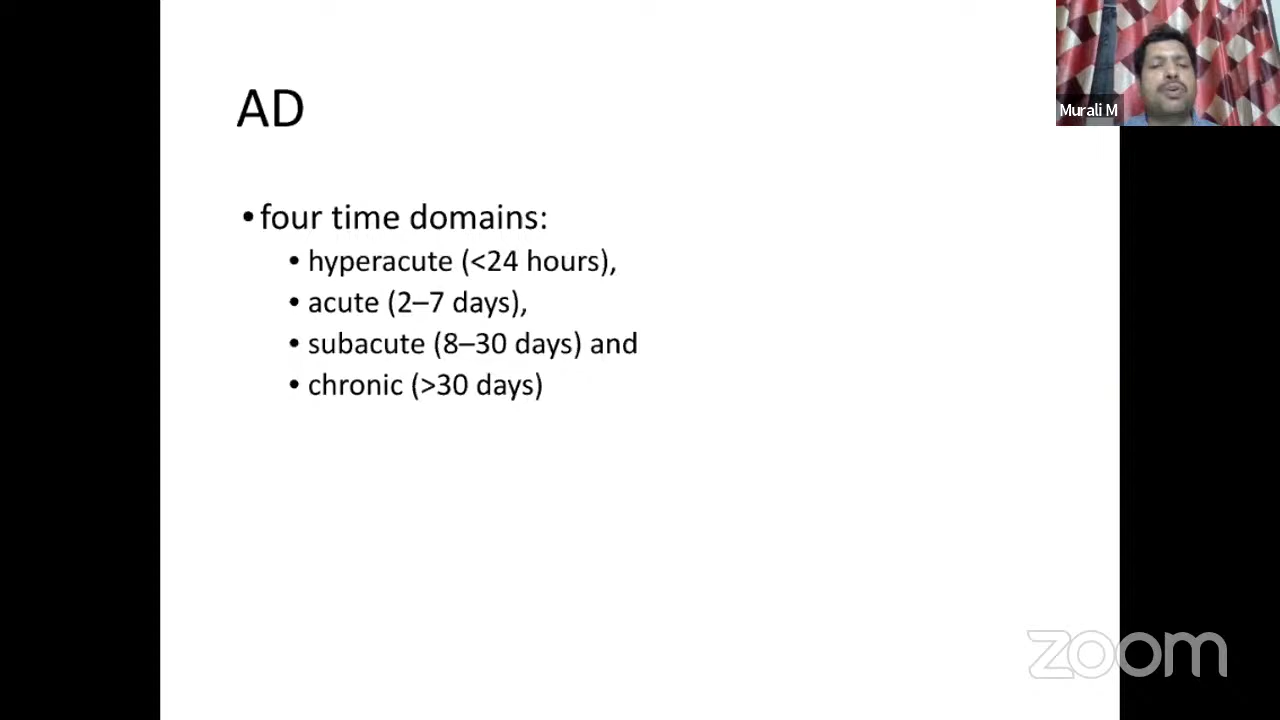 AD
• four time domains:
• hyperacute (<24 hours),
• acute (2–7 days),
• subacute (8–30 days) and
• chronic (>30 days)
Murali M
zoom